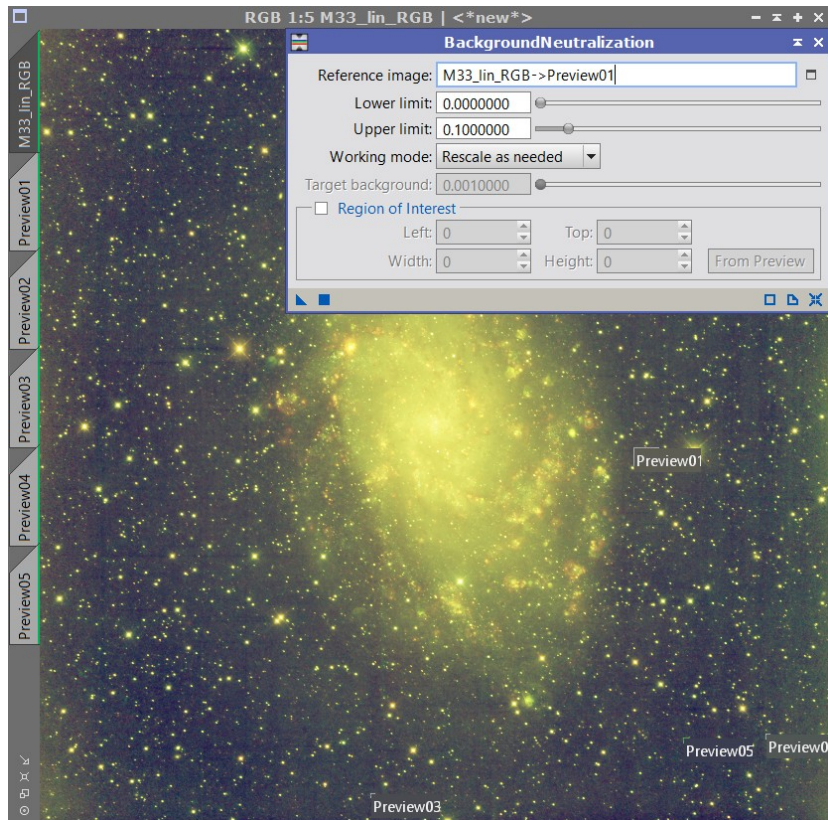 RGB 1:5 M33_lin_RGB | <*new*>
M33_lin_RGB
Preview01
Preview02
Preview03
Preview04
Preview05
BackgroundNeutralization
Reference image: M33_lin_RGB->Preview01
Lower limit: 0.0000000
Upper limit: 0.1000000
Working mode: Rescale as needed
Target background: 0.0010000
Region of Interest
Left: 0 Top: 0
Width: 0 Height: 0 From Preview
Preview01
Preview05 Preview0
Preview03